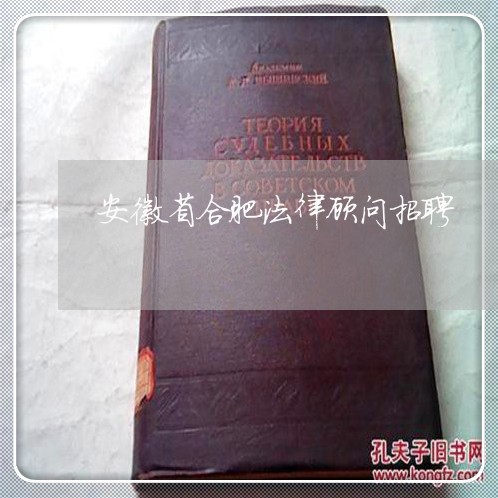 Академик
А. Я. ВЫШИНСКИЙ
ТЕОРИЯ
СУДЕБНЫХ
ДОКАЗАТЕЛЬСТВ
В СОВЕТСКОМ
安徽省合肥法律顾问招聘
孔夫子旧书网
www.kongfz.com